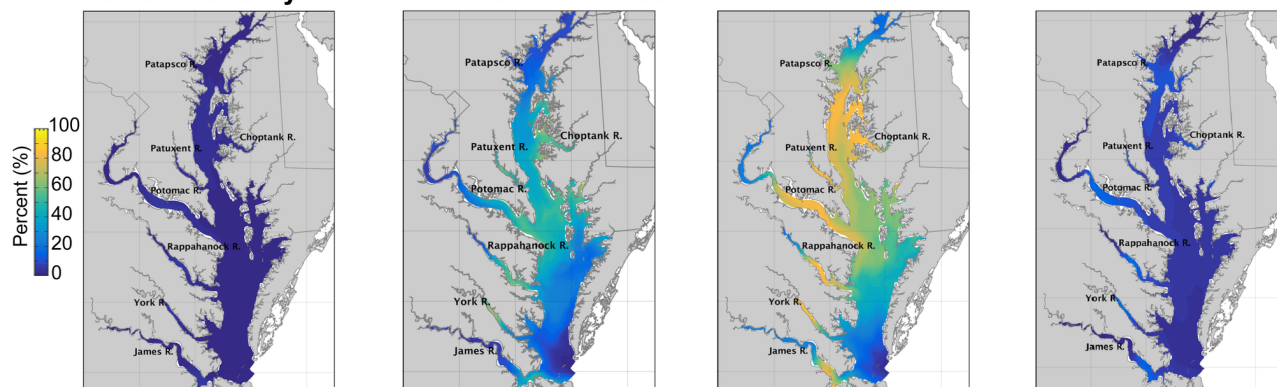 Percent (%)
100
80
60
40
20
0
Patapsco R.
Choptank R.
Patuxent R.
Potomac R.
Rappahanock R.
York R.
James R.
Patapsco R.
Choptank R.
Patuxent R.
Potomac R.
Rappahanock R.
York R.
James R.
Patapsco R.
Choptank R.
Patuxent R.
Potomac R.
Rappahanock R.
York R.
James R.
Patapsco R.
Choptank R.
Patuxent R.
Potomac R.
Rappahanock R.
York R.
James R.